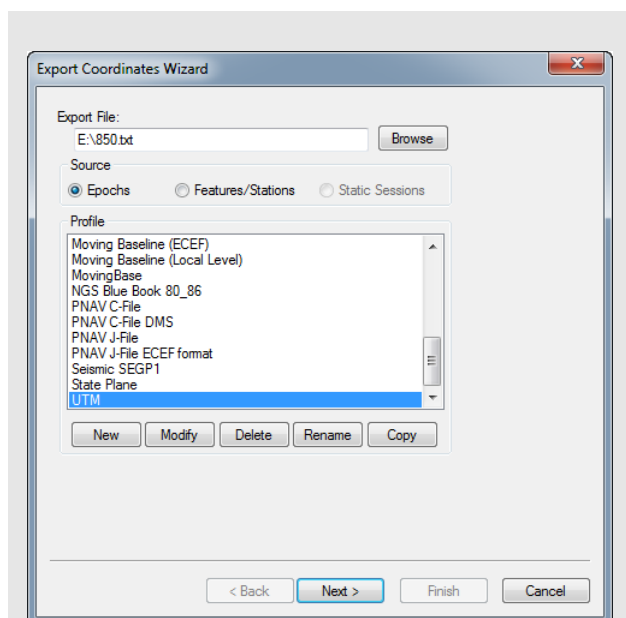 Export Coordinates Wizard
Export File:
E:\850.txt
Browse
Source
Epochs Features/Stations Static Sessions
Profile
Moving Baseline (ECEF)
Moving Baseline (Local Level)
MovingBase
NGS Blue Book 80_86
PNAV C-File
PNAV C-File DMS
PNAV J-File
PNAV J-File ECEF format
Seismic SEGP1
State Plane
UTM
New Modify Delete Rename Copy
< Back Next > Finish Cancel